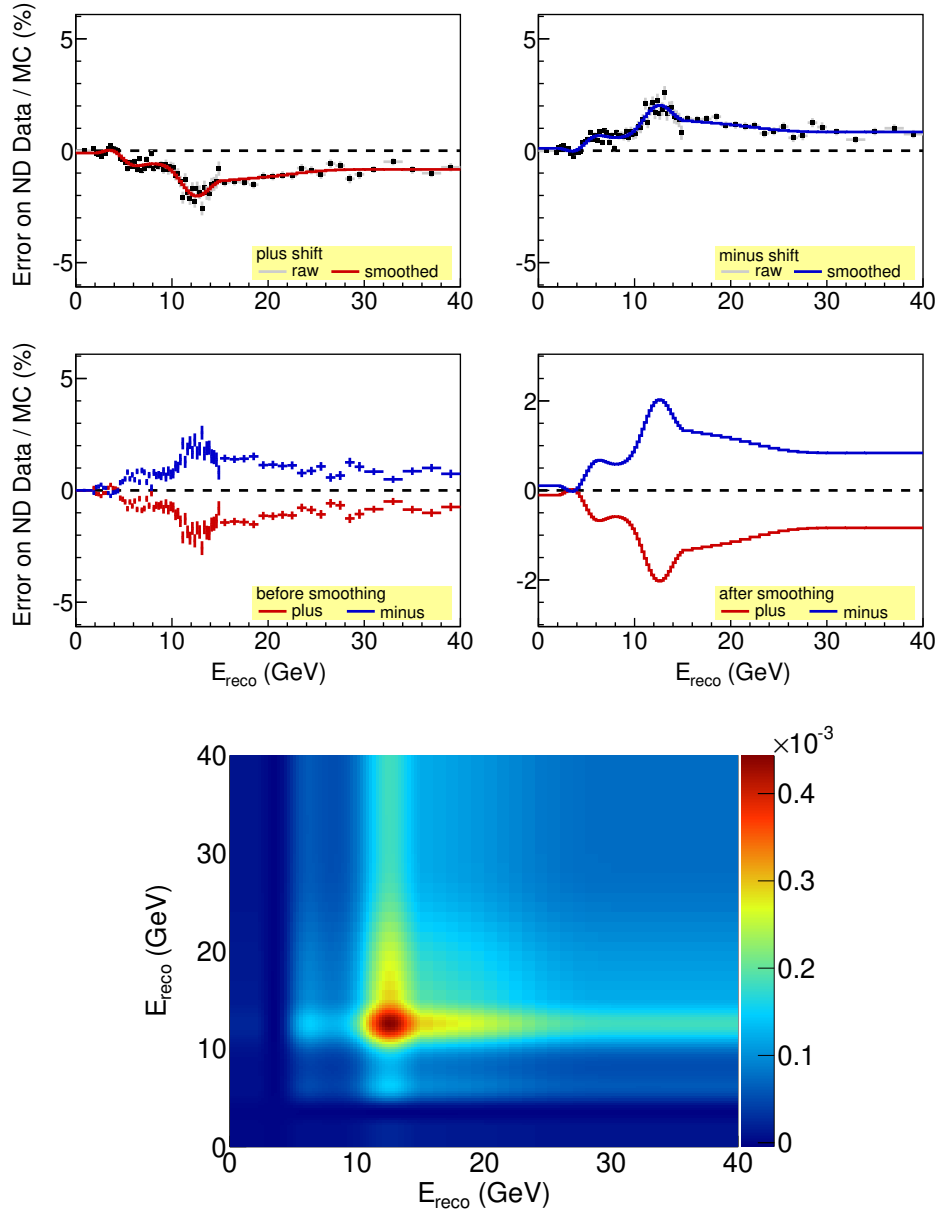 Error on ND Data / MC (%)
5
0
-5
plus shift
raw smoothed
0 10 20 30 40
5
0
-5
minus shift
raw smoothed
0 10 20 30 40
Error on ND Data / MC (%)
5
0
-5
before smoothing
plus minus
0 10 20 30 40
E_reco (GeV)
2
0
-2
after smoothing
plus minus
0 10 20 30 40
E_reco (GeV)
×10^-3
E_reco (GeV)
40
30
20
10
0
0 10 20 30 40
E_reco (GeV)
0.4
0.3
0.2
0.1
0